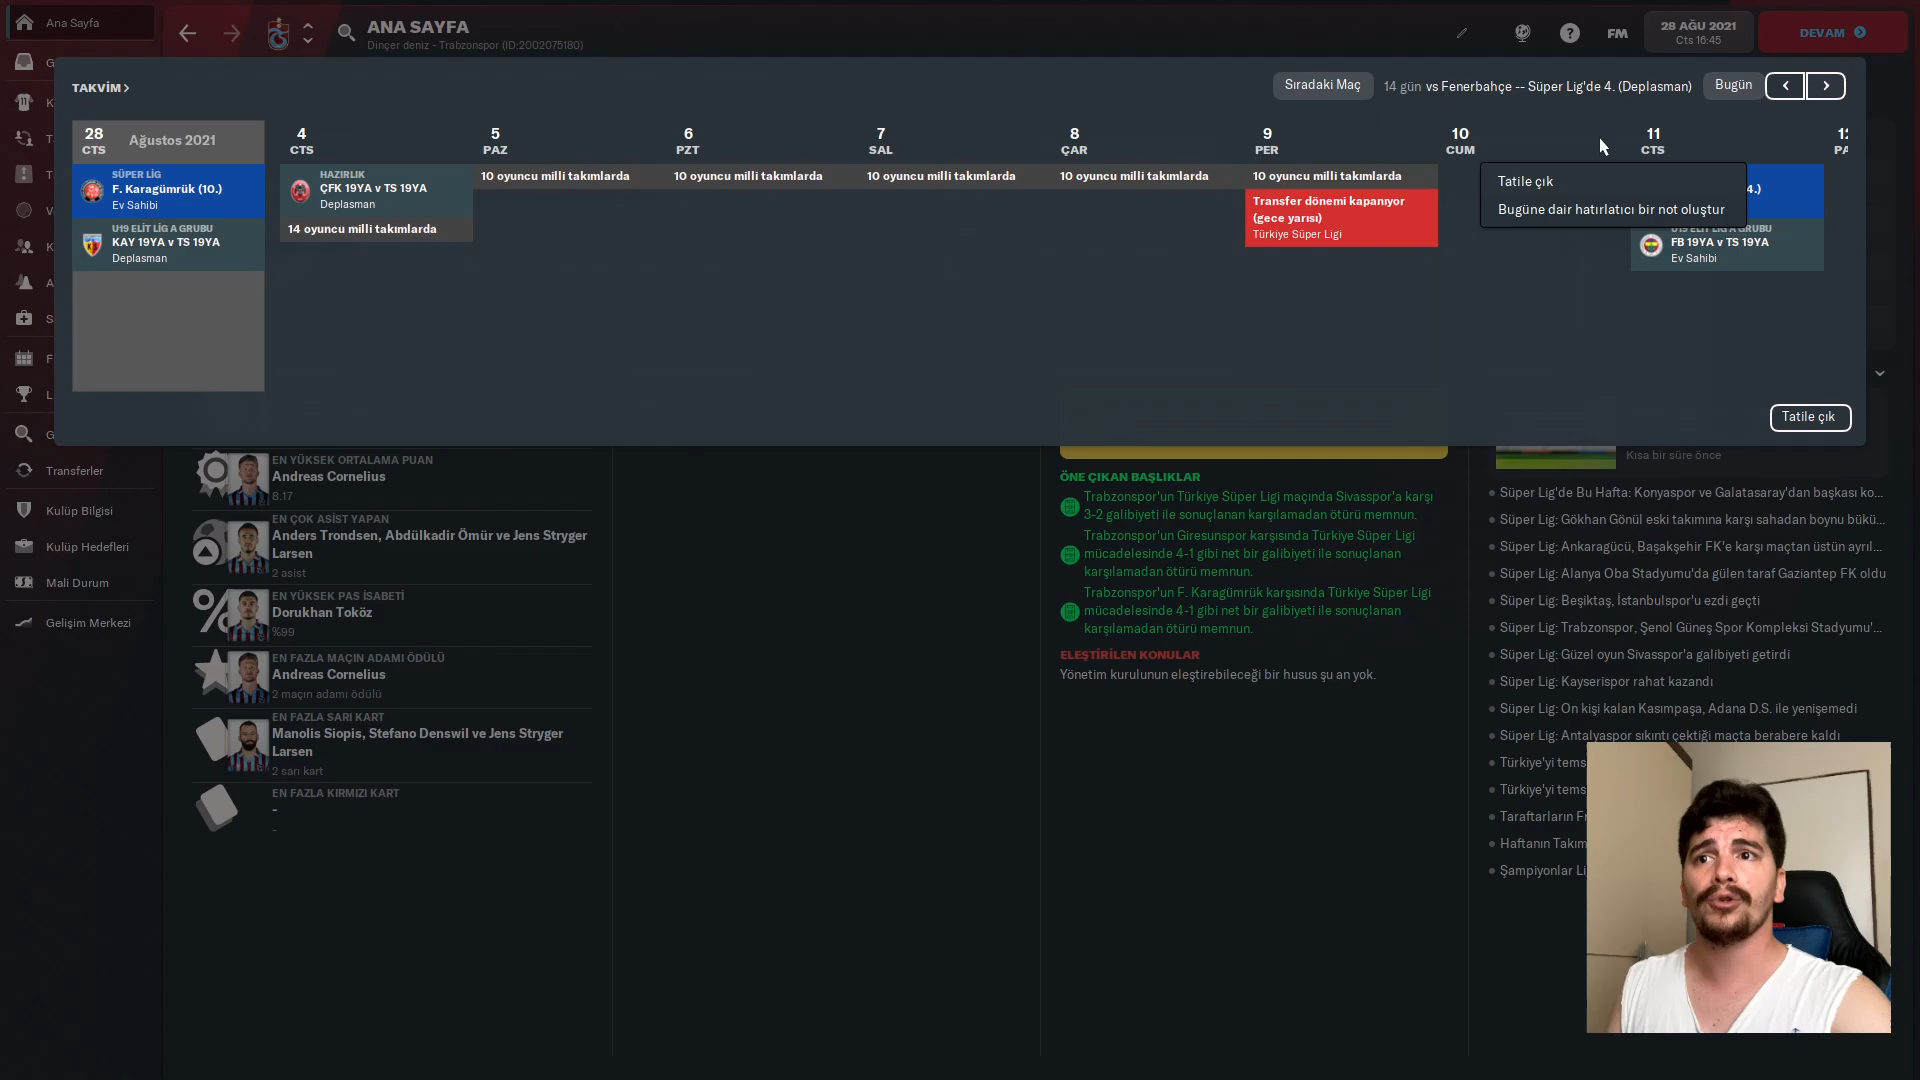 Ana Sayfa
ANA SAYFA
Dinçer deniz - Trabzonspor (ID:2002075180)
FM
28 AĞU 2021
Cts 16:45
DEVAM
TAKVİM
Sıradaki Maç
14 gün vs Fenerbahçe -- Süper Lig'de 4. (Deplasman)
Bugün
28
CTS
Ağustos 2021
4
CTS
5
PAZ
6
PZT
7
SAL
8
ÇAR
9
PER
10
CUM
11
CTS
SÜPER LİG
F. Karagümrük (10.)
Ev Sahibi
U19 ELİT LİG A GRUBU
KAY 19YA v TS 19YA
Deplasman
HAZIRLIK
ÇFK 19YA v TS 19YA
Deplasman
14 oyuncu milli takımlarda
10 oyuncu milli takımlarda
10 oyuncu milli takımlarda
10 oyuncu milli takımlarda
10 oyuncu milli takımlarda
10 oyuncu milli takımlarda
Transfer dönemi kapanıyor
(gece yarısı)
Türkiye Süper Ligi
Tatile çık
Bugüne dair hatırlatıcı bir not oluştur
4.)
U19 ELİT LİG A GRUBU
FB 19YA v TS 19YA
Ev Sahibi
Tatile çık
Transferler
Kulüp Bilgisi
Kulüp Hedefleri
Mali Durum
Gelişim Merkezi
EN YÜKSEK ORTALAMA PUAN
Andreas Cornelius
8.17
EN ÇOK ASİST YAPAN
Anders Trondsen, Abdülkadir Ömür ve Jens Stryger
Larsen
2 asist
EN YÜKSEK PAS İSABETİ
Dorukhan Toköz
%99
EN FAZLA MAÇIN ADAMI ÖDÜLÜ
Andreas Cornelius
2 maçın adamı ödülü
EN FAZLA SARI KART
Manolis Siopis, Stefano Denswil ve Jens Stryger
Larsen
2 sarı kart
EN FAZLA KIRMIZI KART
-
-
ÖNE ÇIKAN BAŞLIKLAR
Trabzonspor'un Türkiye Süper Ligi maçında Sivasspor'a karşı
3-2 galibiyeti ile sonuçlanan karşılamadan ötürü memnun.
Trabzonspor'un Giresunspor karşısında Türkiye Süper Ligi
mücadelesinde 4-1 gibi net bir galibiyeti ile sonuçlanan
karşılamadan ötürü memnun.
Trabzonspor'un F. Karagümrük karşısında Türkiye Süper Ligi
mücadelesinde 4-1 gibi net bir galibiyeti ile sonuçlanan
karşılamadan ötürü memnun.
ELEŞTİRİLEN KONULAR
Yönetim kurulunun eleştirebileceği bir husus şu an yok.
Kısa bir süre önce
Süper Lig'de Bu Hafta: Konyaspor ve Galatasaray'dan başkası ko...
Süper Lig: Gökhan Gönül eski takımına karşı sahadan boynu bükü...
Süper Lig: Ankaragücü, Başakşehir FK'e karşı maçtan üstün ayrıl...
Süper Lig: Alanya Oba Stadyumu'da gülen taraf Gaziantep FK oldu
Süper Lig: Beşiktaş, İstanbulspor'u ezdi geçti
Süper Lig: Trabzonspor, Şenol Güneş Spor Kompleksi Stadyumu'...
Süper Lig: Güzel oyun Sivasspor'a galibiyeti getirdi
Süper Lig: Kayserispor rahat kazandı
Süper Lig: On kişi kalan Kasımpaşa, Adana D.S. ile yenişemedi
Süper Lig: Antalyaspor sıkıntı çektiği maçta berabere kaldı
Türkiye'yi tems
Türkiye'yi tems
Taraftarların Fr
Haftanın Takım
Şampiyonlar Li